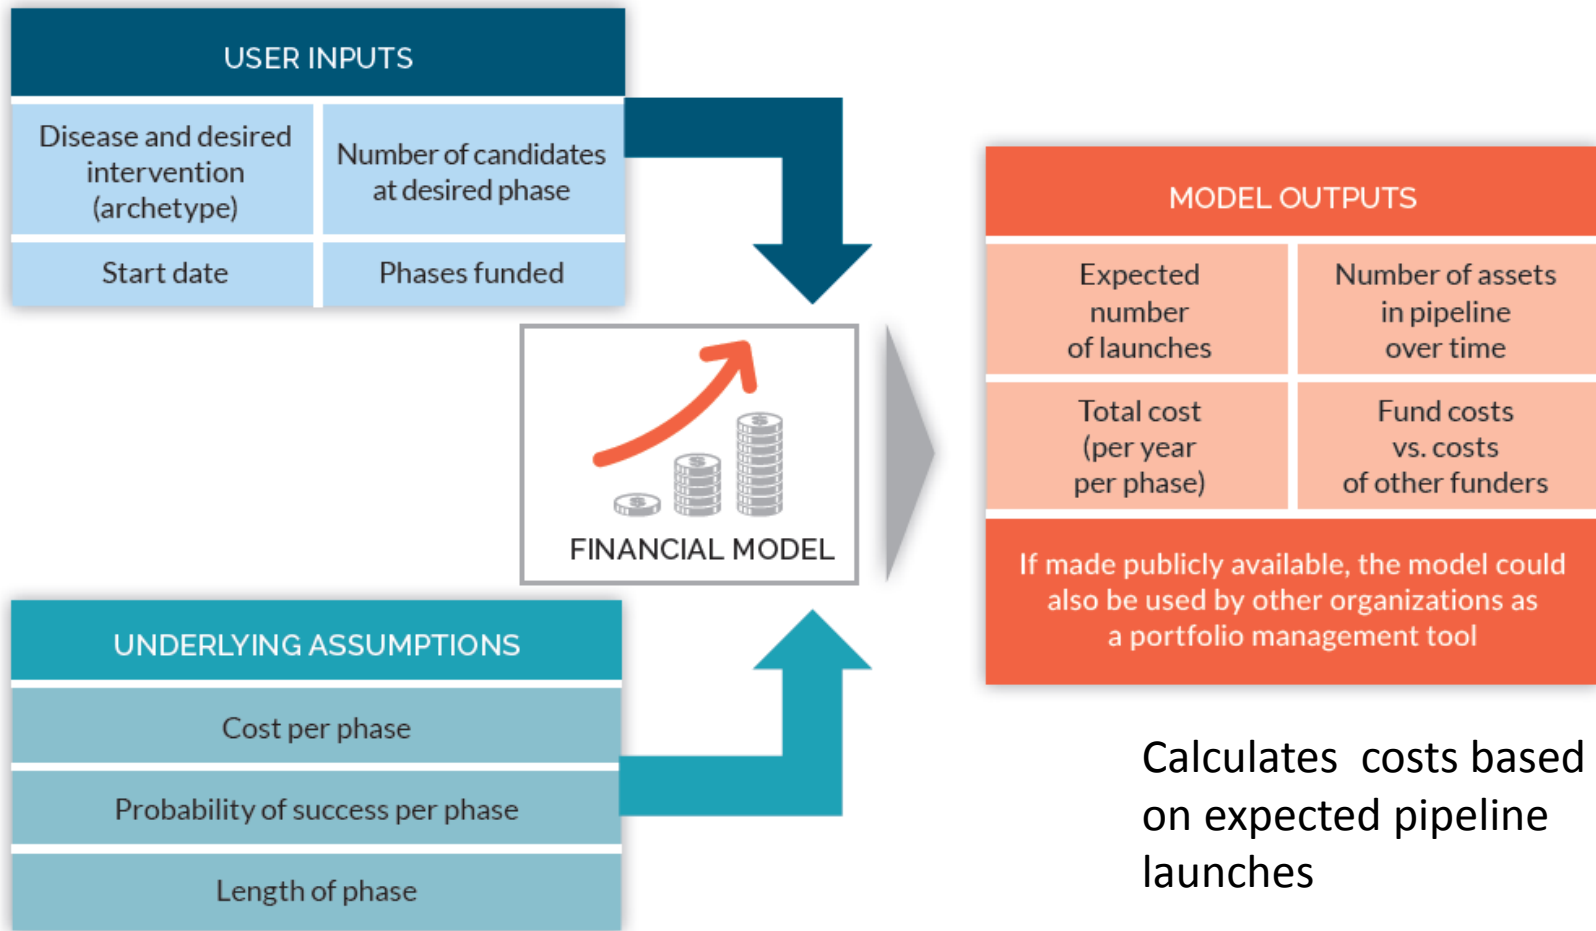 USER INPUTS
Disease and desired
intervention
(archetype)
Number of candidates
at desired phase
Start date
Phases funded
FINANCIAL MODEL
UNDERLYING ASSUMPTIONS
Cost per phase
Probability of success per phase
Length of phase
MODEL OUTPUTS
Expected
number
of launches
Number of assets
in pipeline
over time
Total cost
(per year
per phase)
Fund costs
vs. costs
of other funders
If made publicly available, the model could
also be used by other organizations as
a portfolio management tool
Calculates  costs based
on expected pipeline
launches